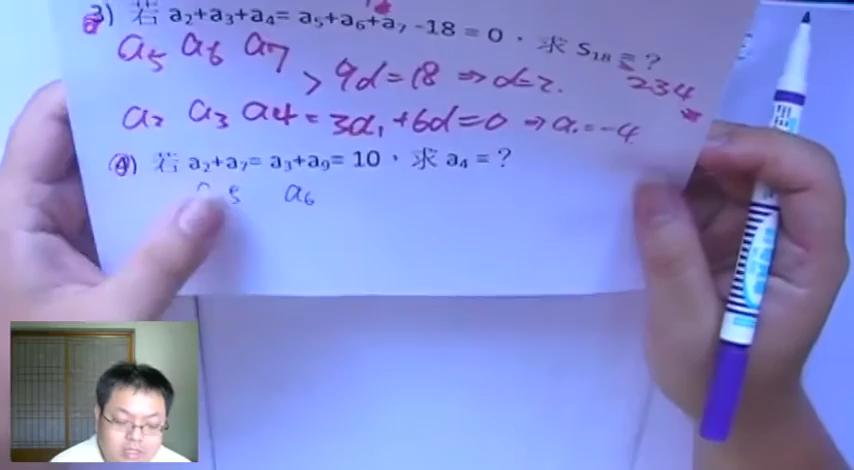 3) 若 a₂+a₃+a₄= a₅+a₆+a₇ -18 = 0,求 S₁₈ = ?
a₅ a₆ a₇ > 9d=18 ⇒ d=2. 234
a₂ a₃ a4 = 3a₁+6d=0 ⇒ a₁=-4
(4) 若 a₂+a₇= a₃+a₉= 10,求 a₄ = ?
5 a₆